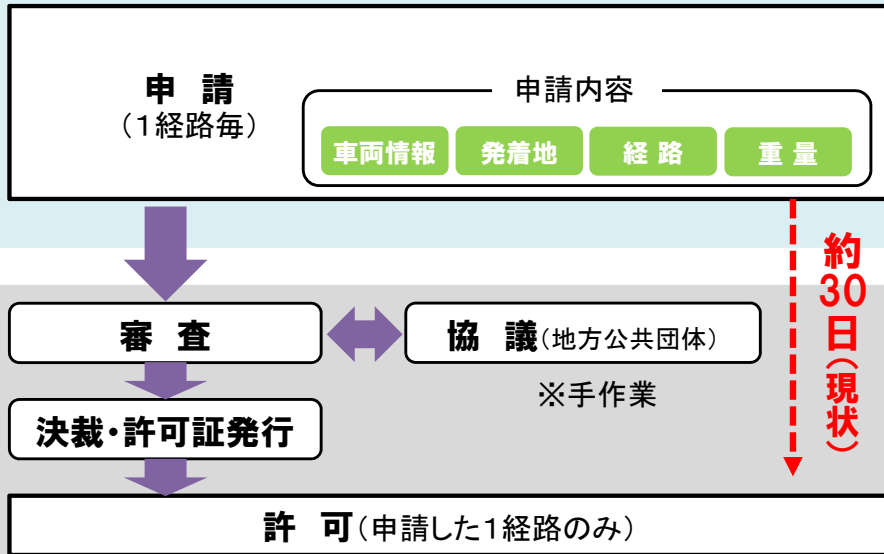 申請内容
申 請
(1経路毎)
車両情報 発着地 経 路 重 量
約30日(現状)
審 査
協 議(地方公共団体)
※手作業
決裁・許可証発行
許 可(申請した1経路のみ)